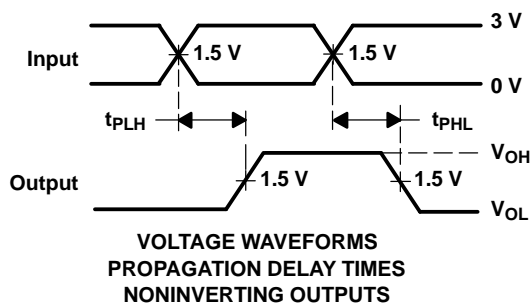 3 V
Input
1.5 V
1.5 V
0 V
tPLH
tPHL
VOH
Output
1.5 V
1.5 V
VOL
VOLTAGE WAVEFORMS
PROPAGATION DELAY TIMES
NONINVERTING OUTPUTS